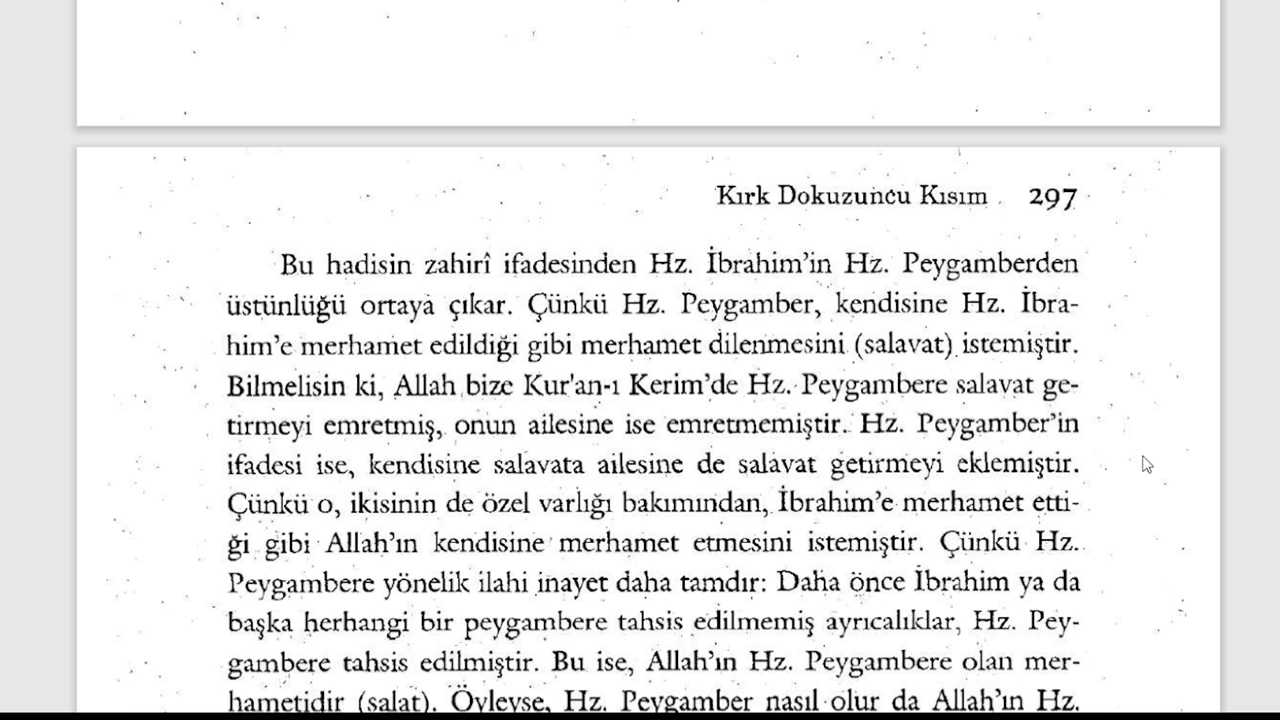 Kırk Dokuzuncu Kısım 297
Bu hadisin zahirî ifadesinden Hz. İbrahim'in Hz. Peygamberden
üstünlüğü ortaya çıkar. Çünkü Hz. Peygamber, kendisine Hz. İbra-
him'e merhamet edildiği gibi merhamet dilenmesini (salavat) istemiştir.
Bilmelisin ki, Allah bize Kur'an-ı Kerim'de Hz. Peygambere salavat ge-
tirmeyi emretmiş, onun ailesine ise emretmemiştir. Hz. Peygamber'in
ifadesi ise, kendisine salavata ailesine de salavat getirmeyi eklemiştir.
Çünkü o, ikisinin de özel varlığı bakımından, İbrahim'e merhamet etti-
ği gibi Allah'ın kendisine merhamet etmesini istemiştir. Çünkü Hz.
Peygambere yönelik ilahi inayet daha tamdır: Daha önce İbrahim ya da
başka herhangi bir peygambere tahsis edilmemiş ayrıcalıklar, Hz. Pey-
gambere tahsis edilmiştir. Bu ise, Allah'ın Hz. Peygambere olan mer-
hametidir (salat). Öyleyse, Hz. Peygamber nasıl olur da Allah'ın Hz.